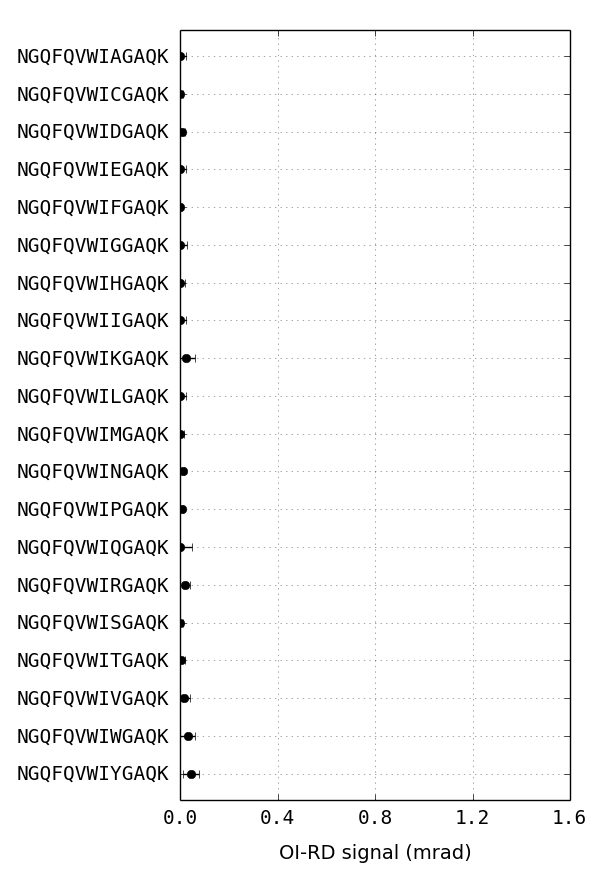 NGQFQVWIAGAQK
NGQFQVWICGAQK
NGQFQVWIDGAQK
NGQFQVWIEGAQK
NGQFQVWIFGAQK
NGQFQVWIGGAQK
NGQFQVWIHGAQK
NGQFQVWIIGAQK
NGQFQVWIKGAQK
NGQFQVWILGAQK
NGQFQVWIMGAQK
NGQFQVWINGAQK
NGQFQVWIPGAQK
NGQFQVWIQGAQK
NGQFQVWIRGAQK
NGQFQVWISGAQK
NGQFQVWITGAQK
NGQFQVWIVGAQK
NGQFQVWIWGAQK
NGQFQVWIYGAQK
0.0 0.4 0.8 1.2 1.6
OI-RD signal (mrad)